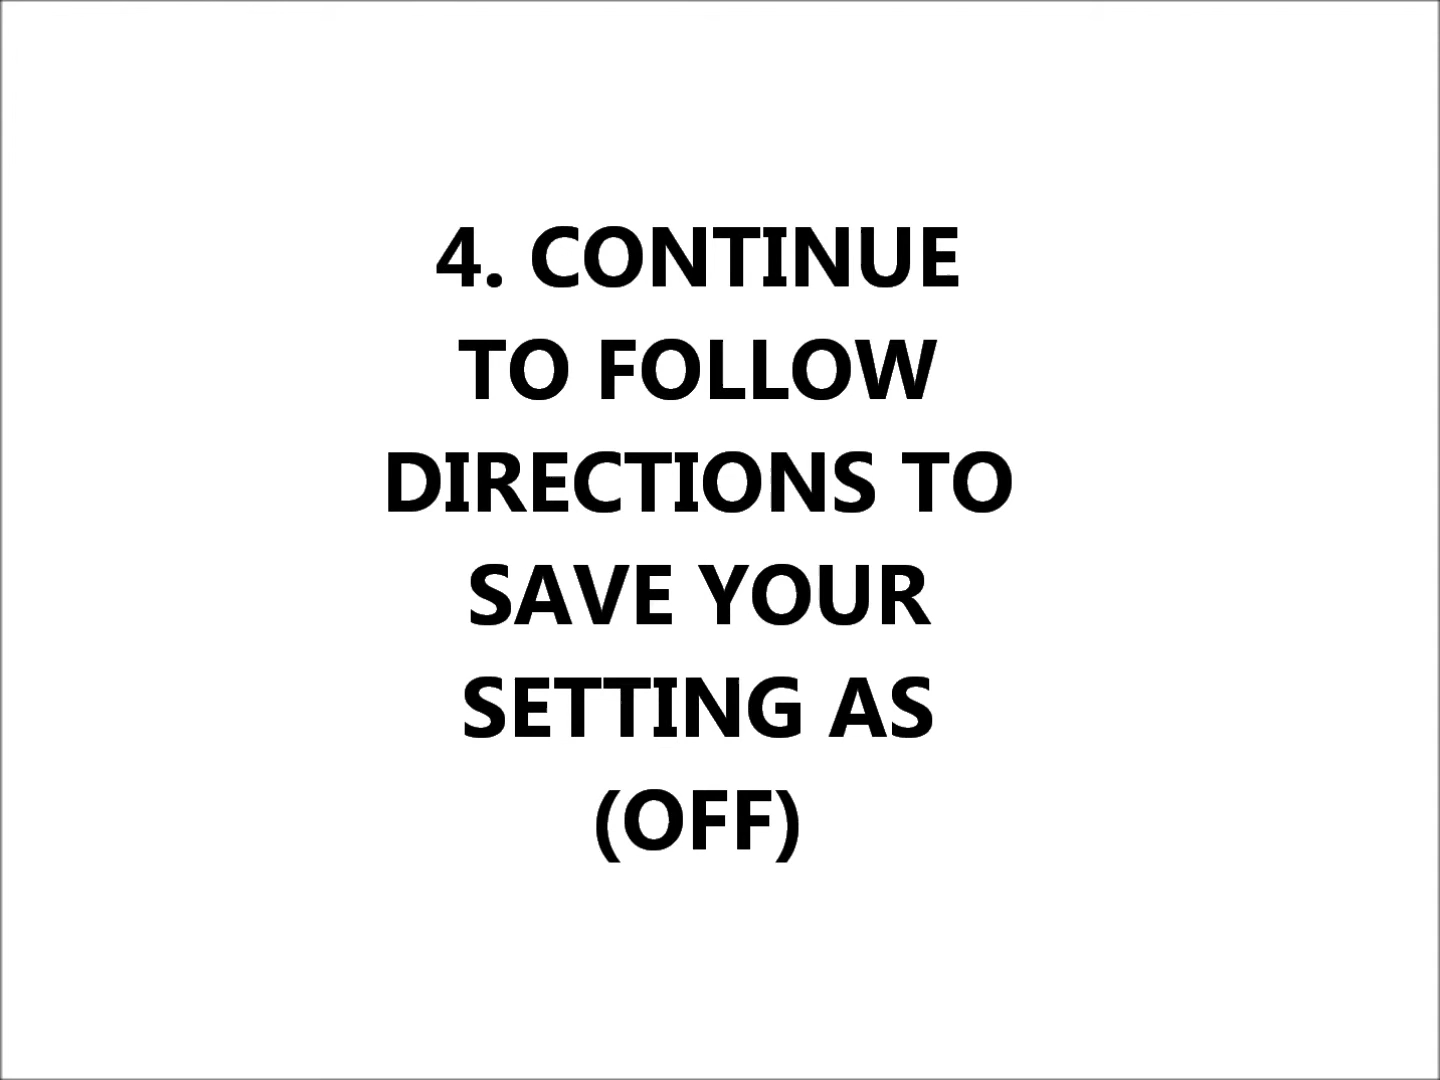 4. CONTINUE
TO FOLLOW
DIRECTIONS TO
SAVE YOUR
SETTING AS
(OFF)